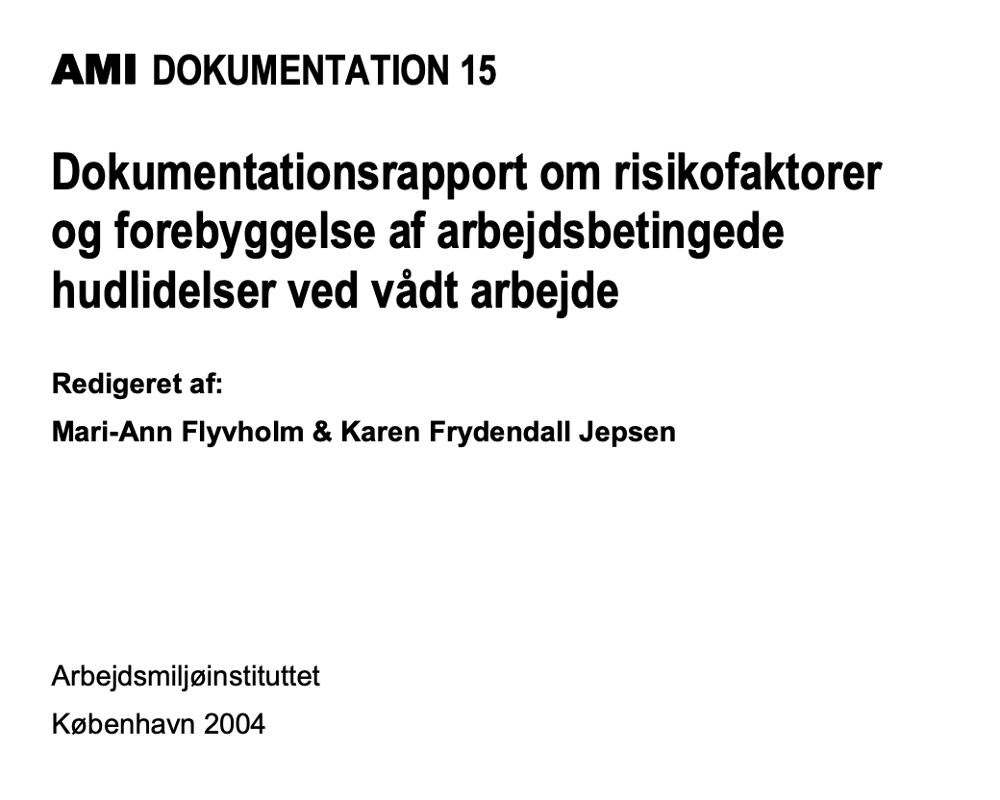 AMI DOKUMENTATION 15
Dokumentationsrapport om risikofaktorer
og forebyggelse af arbejdsbetingede
hudlidelser ved vådt arbejde
Redigeret af:
Mari-Ann Flyvholm & Karen Frydendall Jepsen
Arbejdsmiljøinstituttet
København 2004